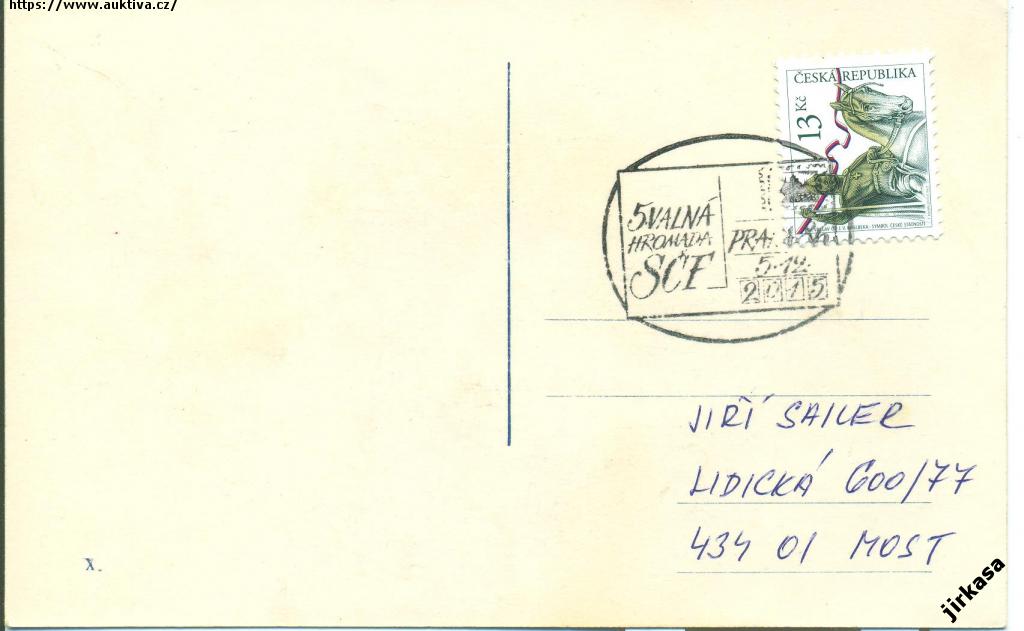 https://www.auktiva.cz/
ČESKÁ REPUBLIKA
13 Kč
5 VALNÁ
HROMADA
SČF
5.12.
2015
JIŘÍ SAILER
LIDICKÁ 600/77
434 01 MOST
X.
jirkasa